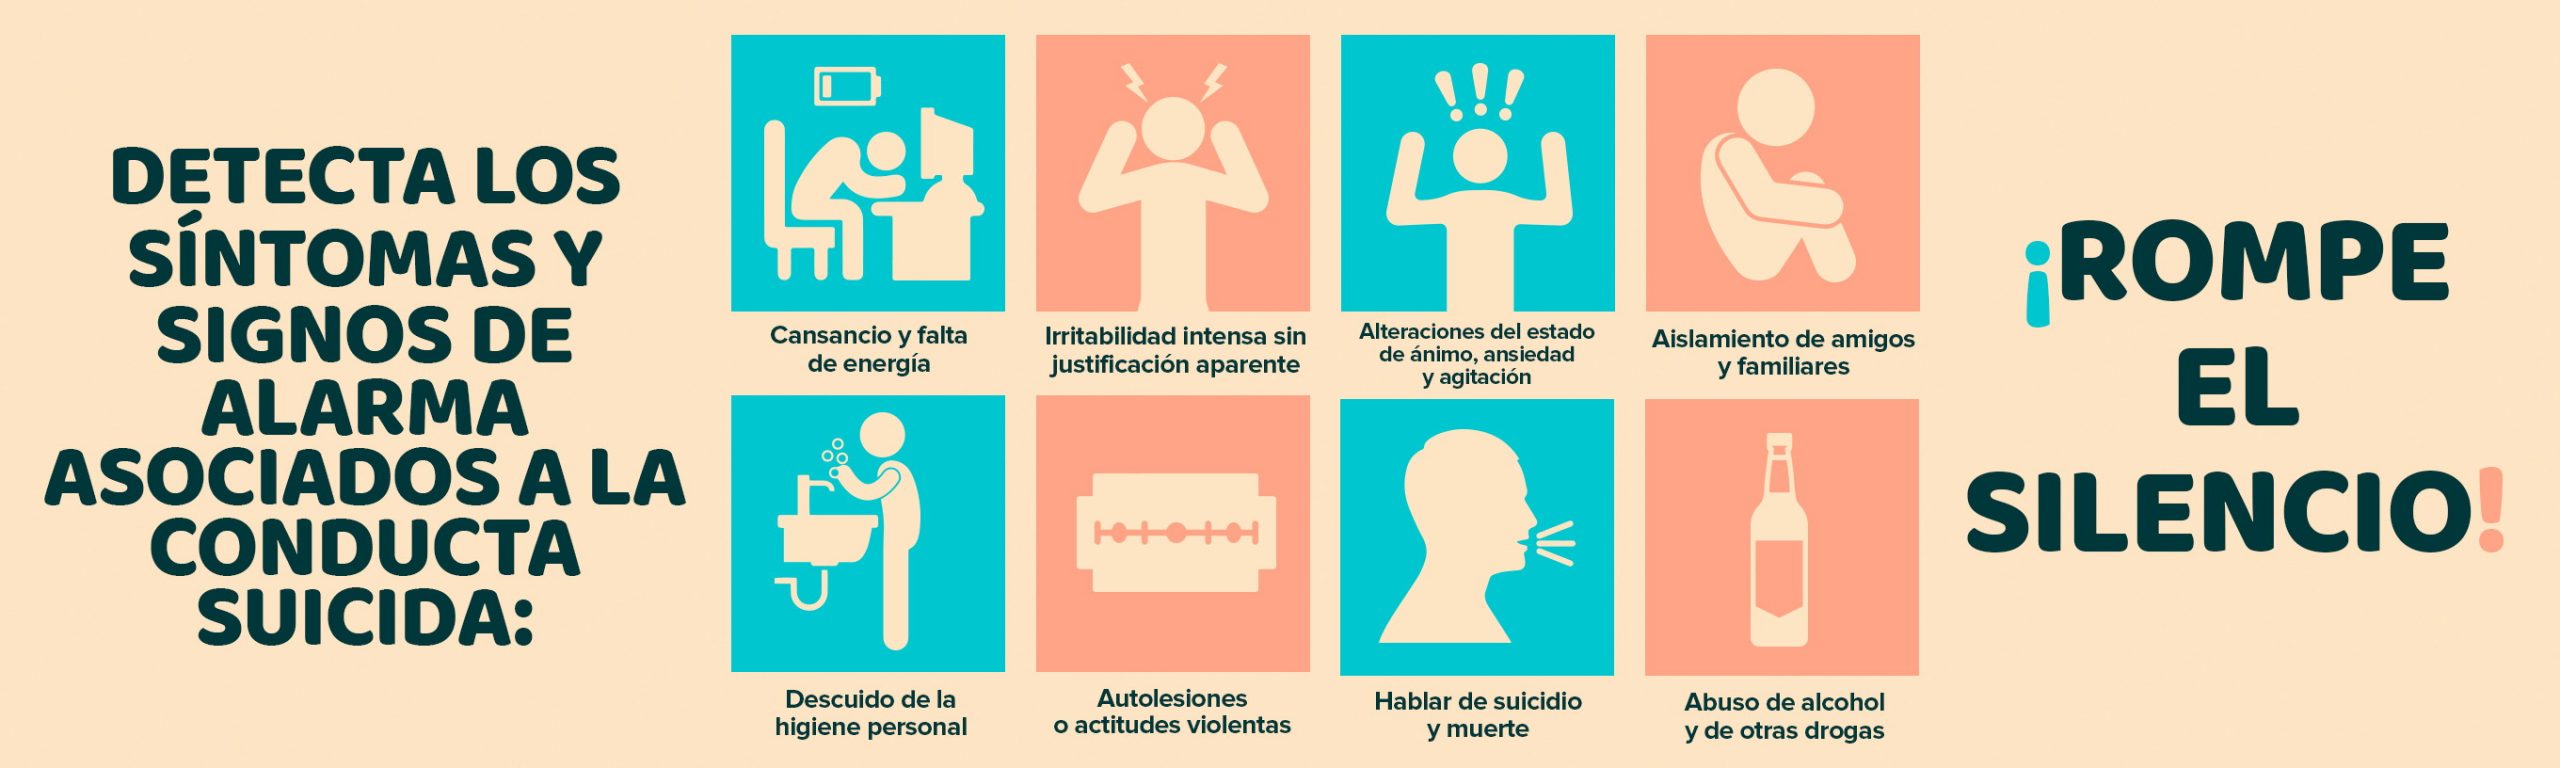 DETECTA LOS
SÍNTOMAS Y
SIGNOS DE
ALARMA
ASOCIADOS A LA
CONDUCTA
SUICIDA:
Cansancio y falta
de energía
Irritabilidad intensa sin
justificación aparente
Alteraciones del estado
de ánimo, ansiedad
y agitación
Aislamiento de amigos
y familiares
Descuido de la
higiene personal
Autolesiones
o actitudes violentas
Hablar de suicidio
y muerte
Abuso de alcohol
y de otras drogas
¡ROMPE
EL
SILENCIO!